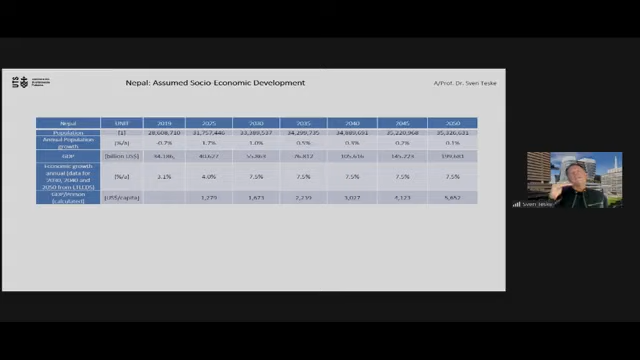 UTS
Nepal: Assumed Socio-Economic Development
A/Prof. Dr. Sven Teske
Nepal UNIT 2019 2025 2030 2035 2040 2045 2050
Population [1] 28,608,710 31,757,446 33,389,537 34,299,735 34,889,691 35,220,968 35,326,631
Annual Population growth [%/a] -0.7% 1.7% 1.0% 0.5% 0.3% 0.2% 0.1%
GDP [billion US$] 34,186, 40,627 55,863 76,812 105,616 145,223 199,681
Economic growth
annual [data for
2030, 2040 and
2050 from LTLEDS] [%/a] 3.1% 4.0% 7.5% 7.5% 7.5% 7.5% 7.5%
GDP/Person
(calculated) [US$/capita] 1,279 1,673 2,239 3,027 4,123 5,652
Sven Teske